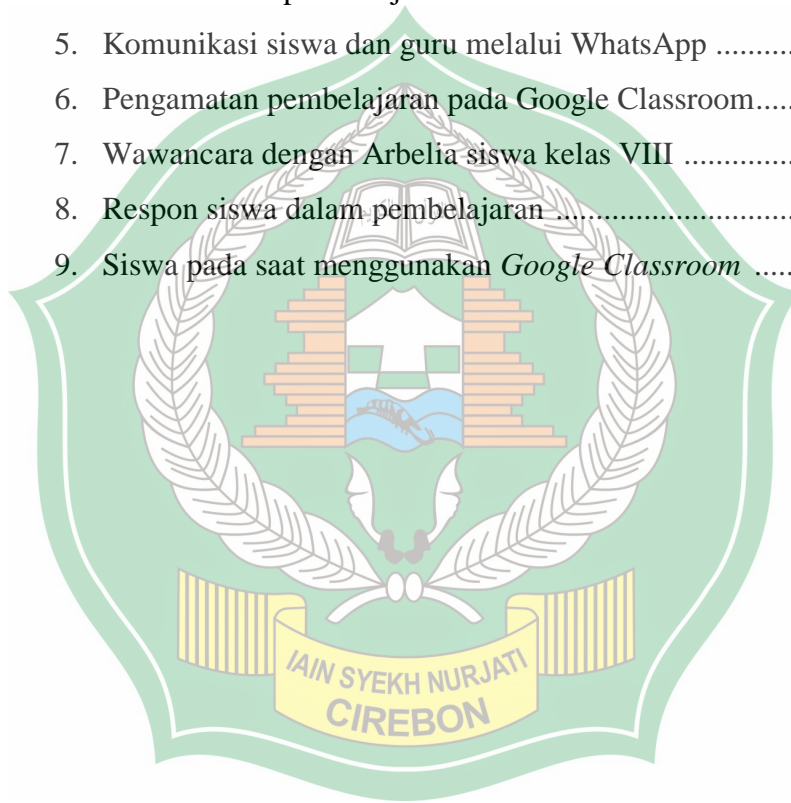 5. Komunikasi siswa dan guru melalui WhatsApp ..........
6. Pengamatan pembelajaran pada Google Classroom.....
7. Wawancara dengan Arbelia siswa kelas VIII ..............
8. Respon siswa dalam pembelajaran ............................
9. Siswa pada saat menggunakan Google Classroom .....
IAIN SYEKH NURJATI
CIREBON